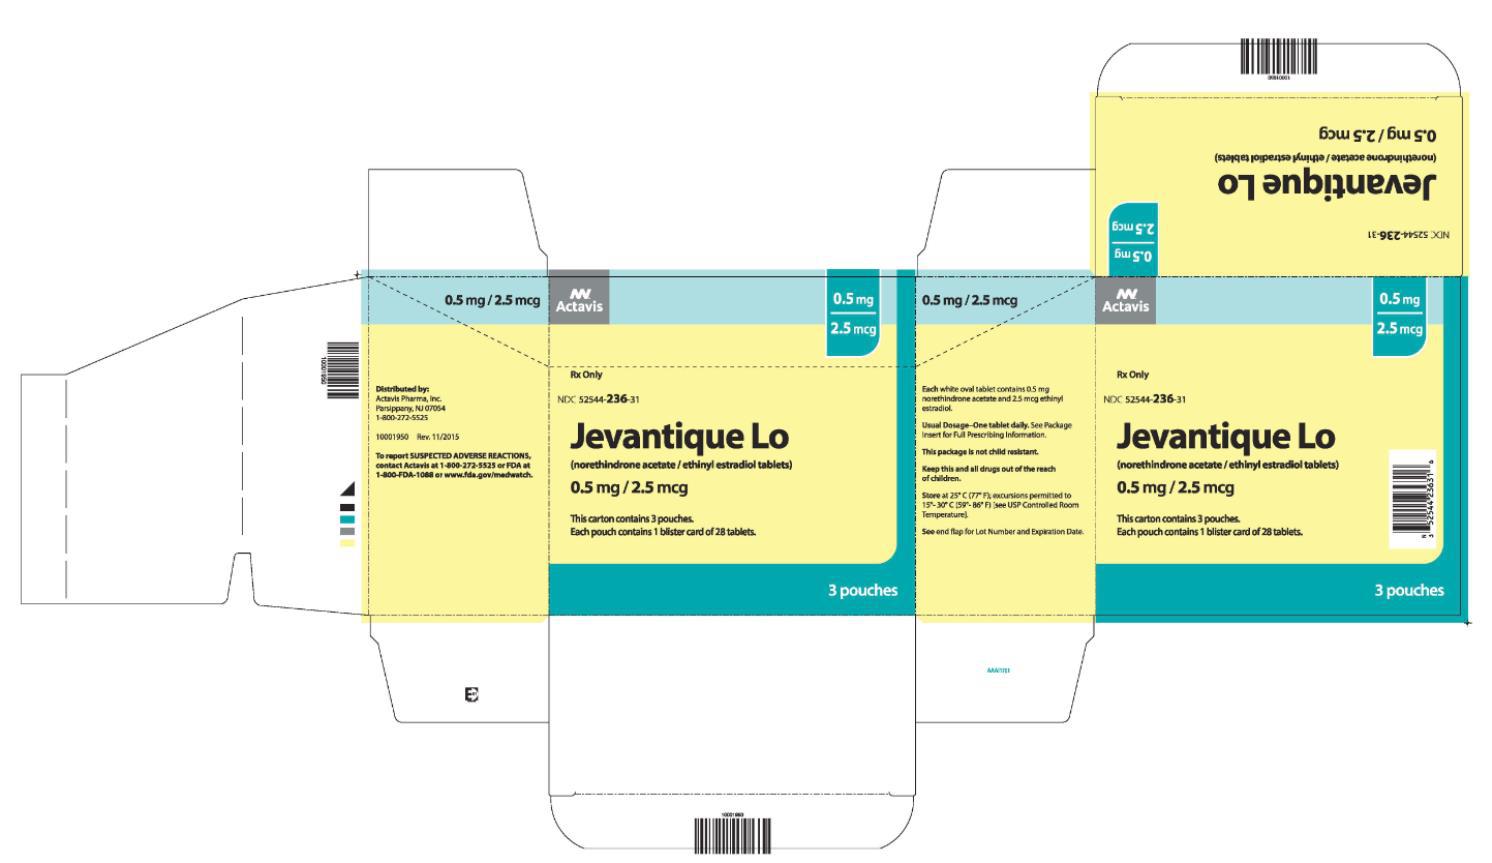 10001950
0.5 mg / 2.5 mcg
(norethindrone acetate / ethinyl estradiol tablets)
Jevantique Lo
NDC 52544-236-31
0.5 mg
2.5 mcg
0.5 mg / 2.5 mcg
Actavis
0.5 mg
2.5 mcg
0.5 mg / 2.5 mcg
Actavis
0.5 mg
2.5 mcg
10001950
Distributed by:
Actavis Pharma, Inc.
Parsippany, NJ 07054
1-800-272-5525
10001950 Rev. 11/2015
To report SUSPECTED ADVERSE REACTIONS,
contact Actavis at 1-800-272-5525 or FDA at
1-800-FDA-1088 or www.fda.gov/medwatch.
Rx Only
NDC 52544-236-31
Jevantique Lo
(norethindrone acetate / ethinyl estradiol tablets)
0.5 mg / 2.5 mcg
This carton contains 3 pouches.
Each pouch contains 1 blister card of 28 tablets.
3 pouches
Each white oval tablet contains 0.5 mg
norethindrone acetate and 2.5 mcg ethinyl
estradiol.
Usual Dosage–One tablet daily. See Package
Insert for Full Prescribing Information.
This package is not child resistant.
Keep this and all drugs out of the reach
of children.
Store at 25° C (77° F); excursions permitted to
15°- 30° C (59°- 86° F) [see USP Controlled Room
Temperature].
See end flap for Lot Number and Expiration Date.
Rx Only
NDC 52544-236-31
Jevantique Lo
(norethindrone acetate / ethinyl estradiol tablets)
0.5 mg / 2.5 mcg
This carton contains 3 pouches.
Each pouch contains 1 blister card of 28 tablets.
N
3 52544 23631 6
3 pouches
10001950